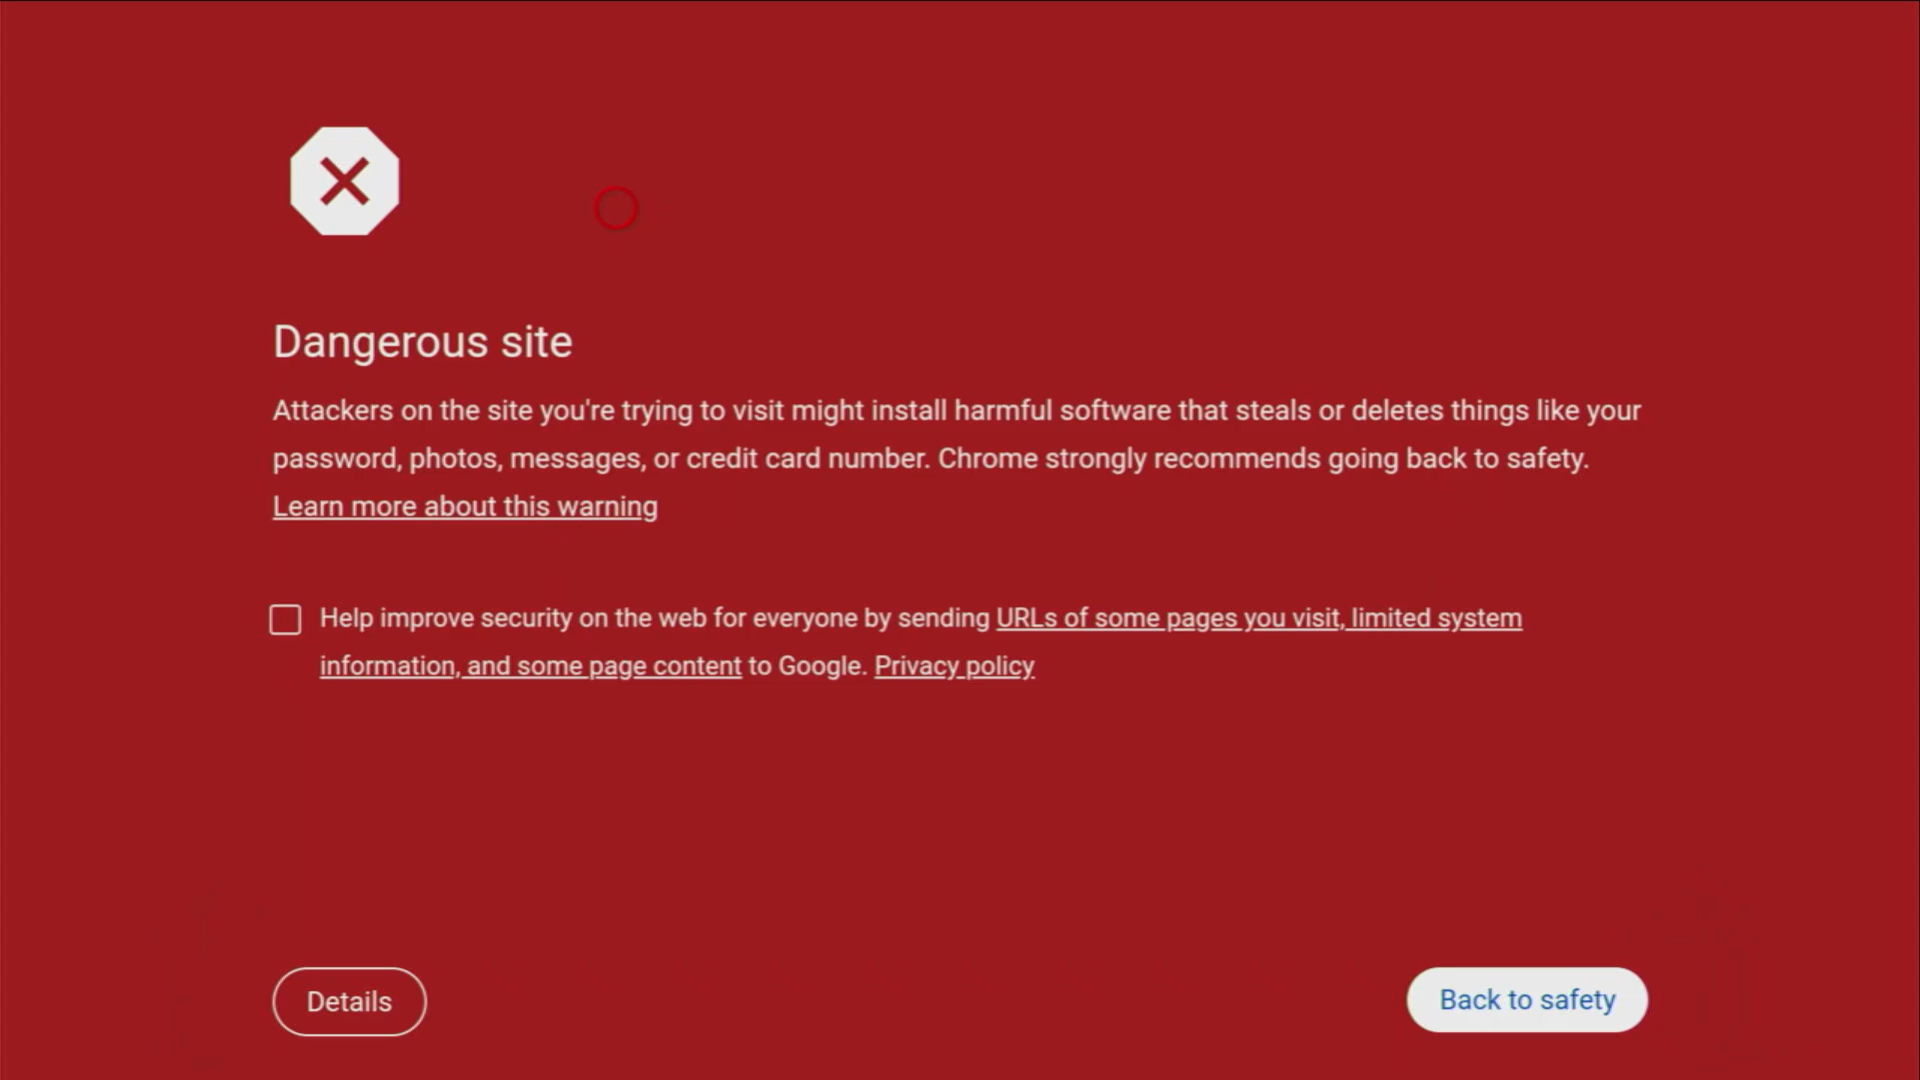 Dangerous site
Attackers on the site you're trying to visit might install harmful software that steals or deletes things like your
password, photos, messages, or credit card number. Chrome strongly recommends going back to safety.
Learn more about this warning
Help improve security on the web for everyone by sending URLs of some pages you visit, limited system
information, and some page content to Google. Privacy policy
Details
Back to safety